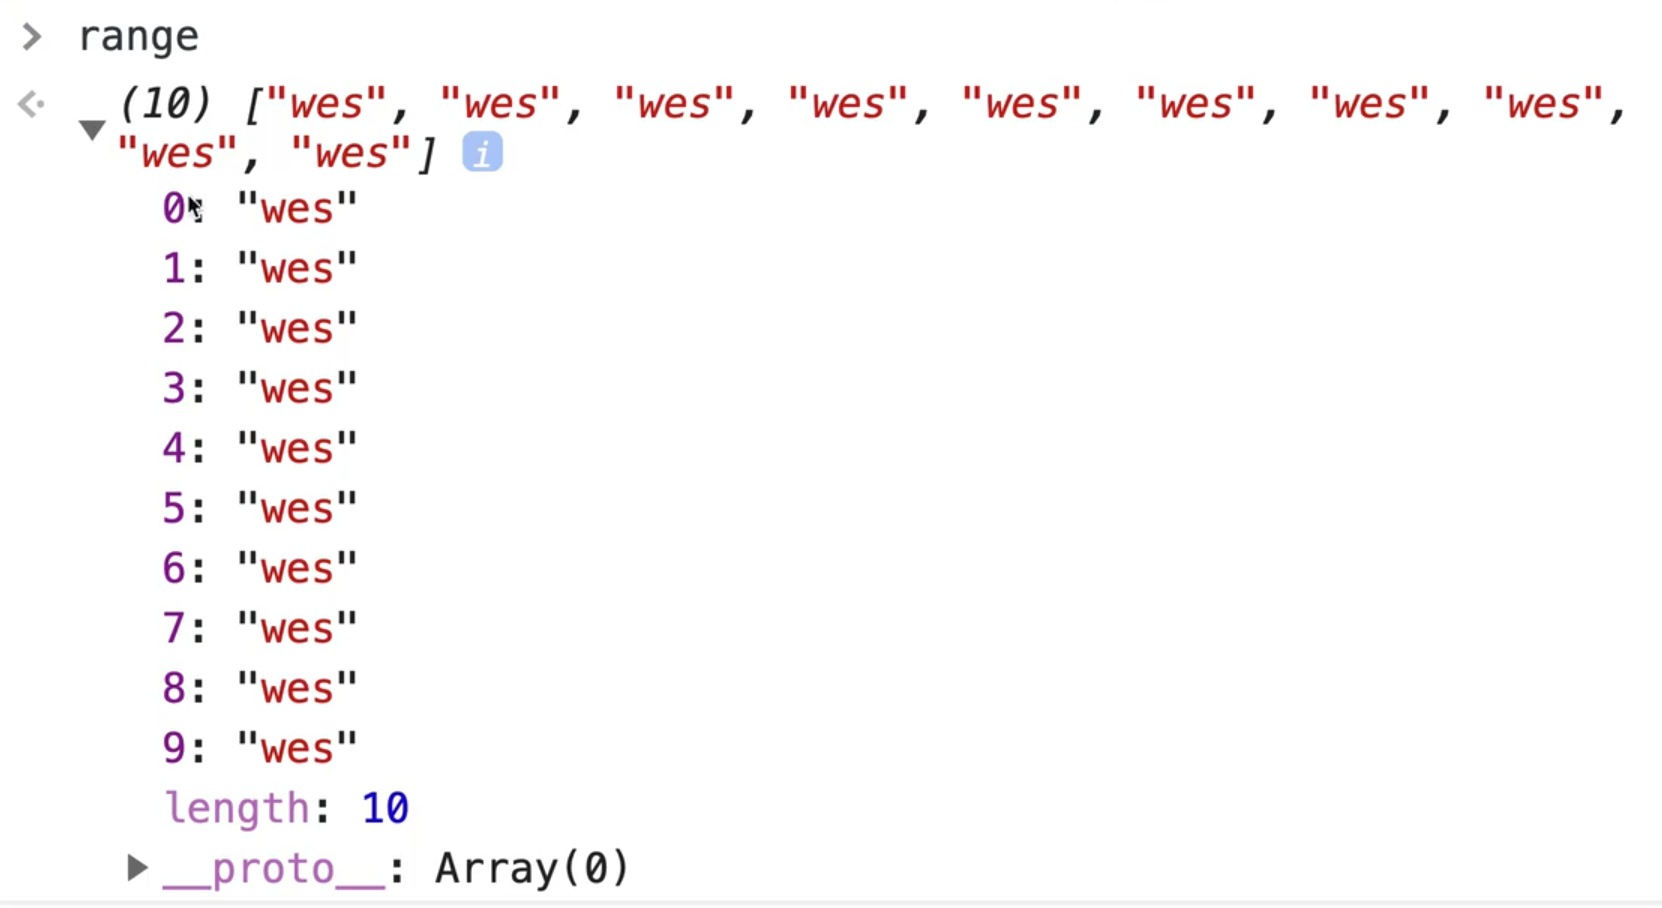 > range
(10) ["wes", "wes", "wes", "wes", "wes", "wes", "wes", "wes",
"wes", "wes"] i
0: "wes"
1: "wes"
2: "wes"
3: "wes"
4: "wes"
5: "wes"
6: "wes"
7: "wes"
8: "wes"
9: "wes"
length: 10
__proto__: Array(0)